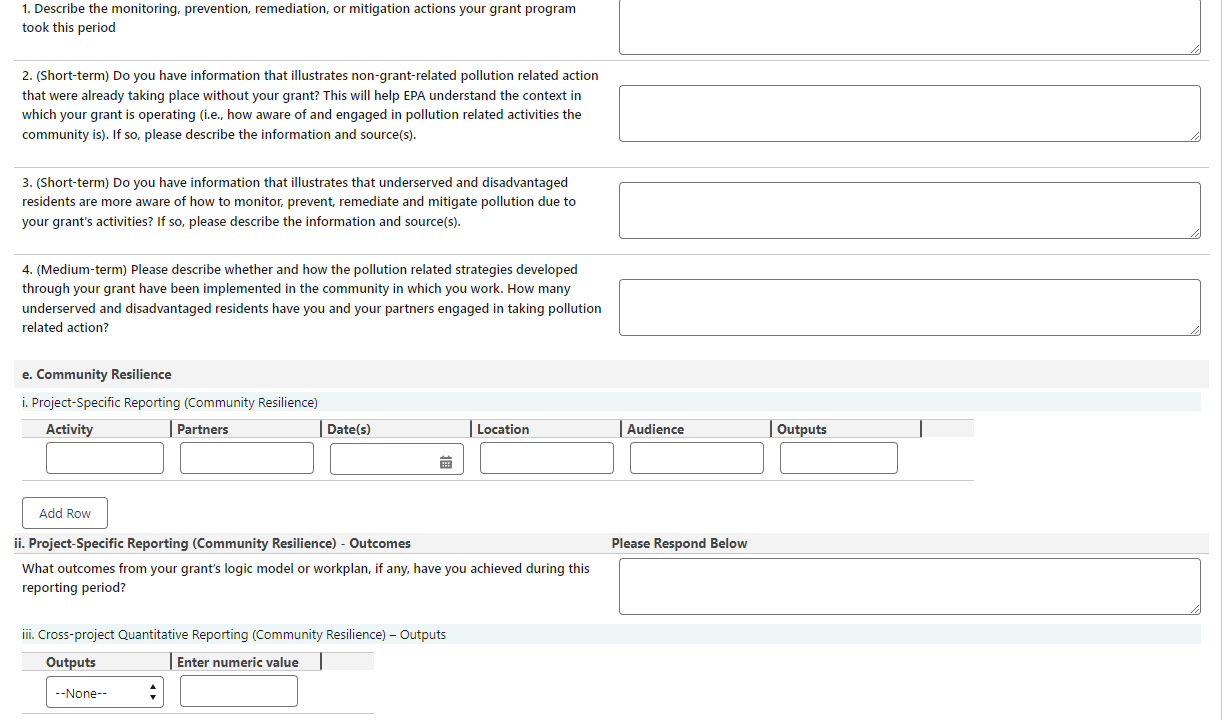 1. Describe the monitoring, prevention, remediation, or mitigation actions your grant program
took this period
2. (Short-term) Do you have information that illustrates non-grant-related pollution related action
that were already taking place without your grant? This will help EPA understand the context in
which your grant is operating (i.e., how aware of and engaged in pollution related activities the
community is). If so, please describe the information and source(s).
3. (Short-term) Do you have information that illustrates that underserved and disadvantaged
residents are more aware of how to monitor, prevent, remediate and mitigate pollution due to
your grant's activities? If so, please describe the information and source(s).
4. (Medium-term) Please describe whether and how the pollution related strategies developed
through your grant have been implemented in the community in which you work. How many
underserved and disadvantaged residents have you and your partners engaged in taking pollution
related action?
e. Community Resilience
i. Project-Specific Reporting (Community Resilience)
Activity Partners Date(s) Location Audience Outputs
Add Row
ii. Project-Specific Reporting (Community Resilience) - Outcomes Please Respond Below
What outcomes from your grant's logic model or workplan, if any, have you achieved during this
reporting period?
iii. Cross-project Quantitative Reporting (Community Resilience) – Outputs
Outputs Enter numeric value
--None--